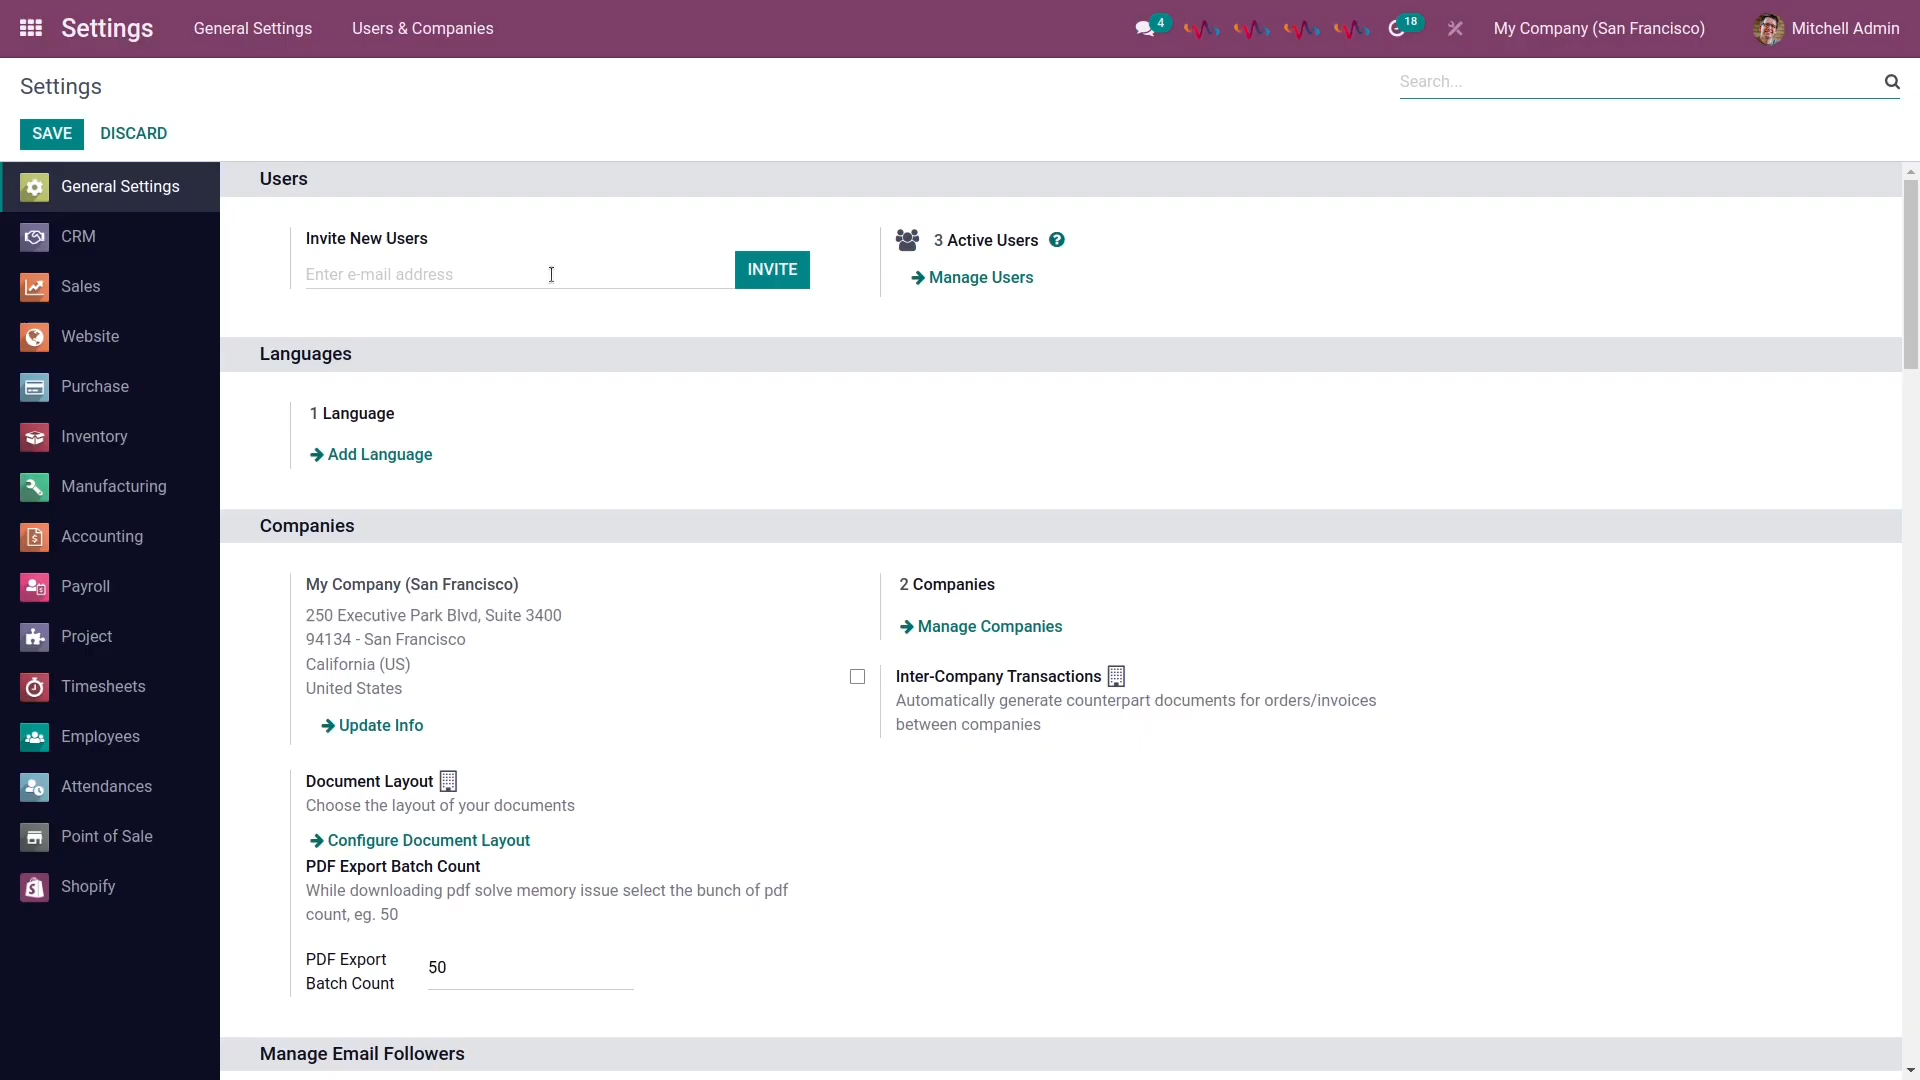 Settings
General Settings
Users & Companies
4
18
My Company (San Francisco)
Mitchell Admin
Settings
Search...
SAVE
DISCARD
General Settings
CRM
Sales
Website
Purchase
Inventory
Manufacturing
Accounting
Payroll
Project
Timesheets
Employees
Attendances
Point of Sale
Shopify
Users
Invite New Users
Enter e-mail address
INVITE
3 Active Users
Manage Users
Languages
1 Language
Add Language
Companies
My Company (San Francisco)
250 Executive Park Blvd, Suite 3400
94134 - San Francisco
California (US)
United States
Update Info
2 Companies
Manage Companies
Inter-Company Transactions
Automatically generate counterpart documents for orders/invoices
between companies
Document Layout
Choose the layout of your documents
Configure Document Layout
PDF Export Batch Count
While downloading pdf solve memory issue select the bunch of pdf
count, eg. 50
PDF Export
Batch Count
50
Manage Email Followers